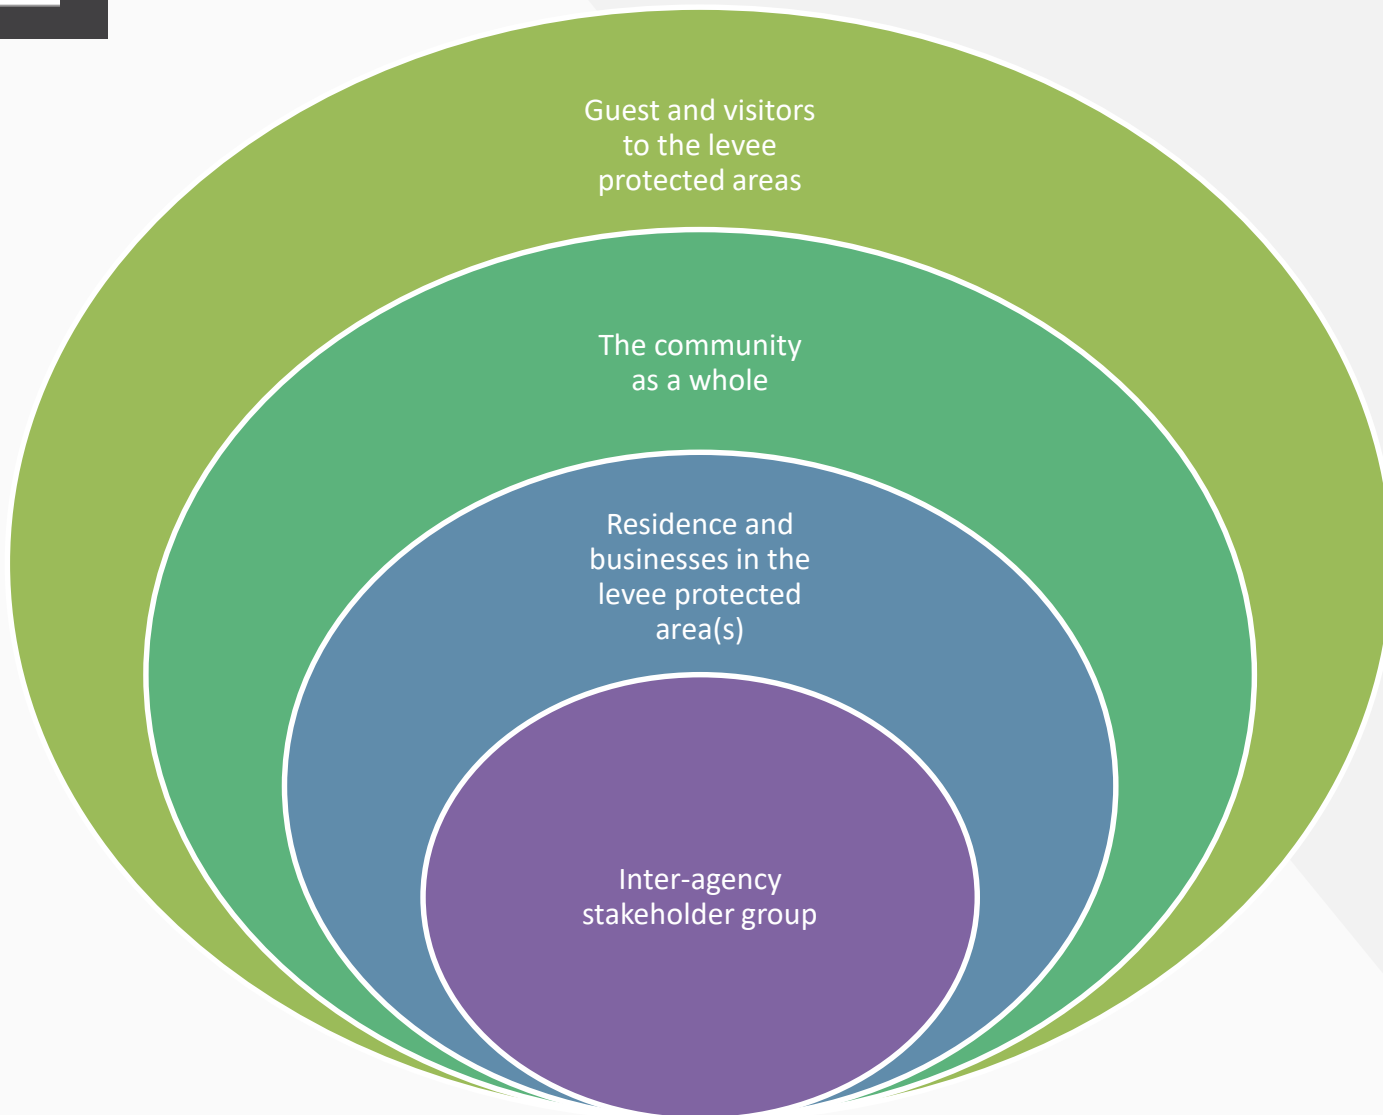 Guest and visitors
to the levee
protected areas
The community
as a whole
Residence and
businesses in the
levee protected
area(s)
Inter-agency
stakeholder group